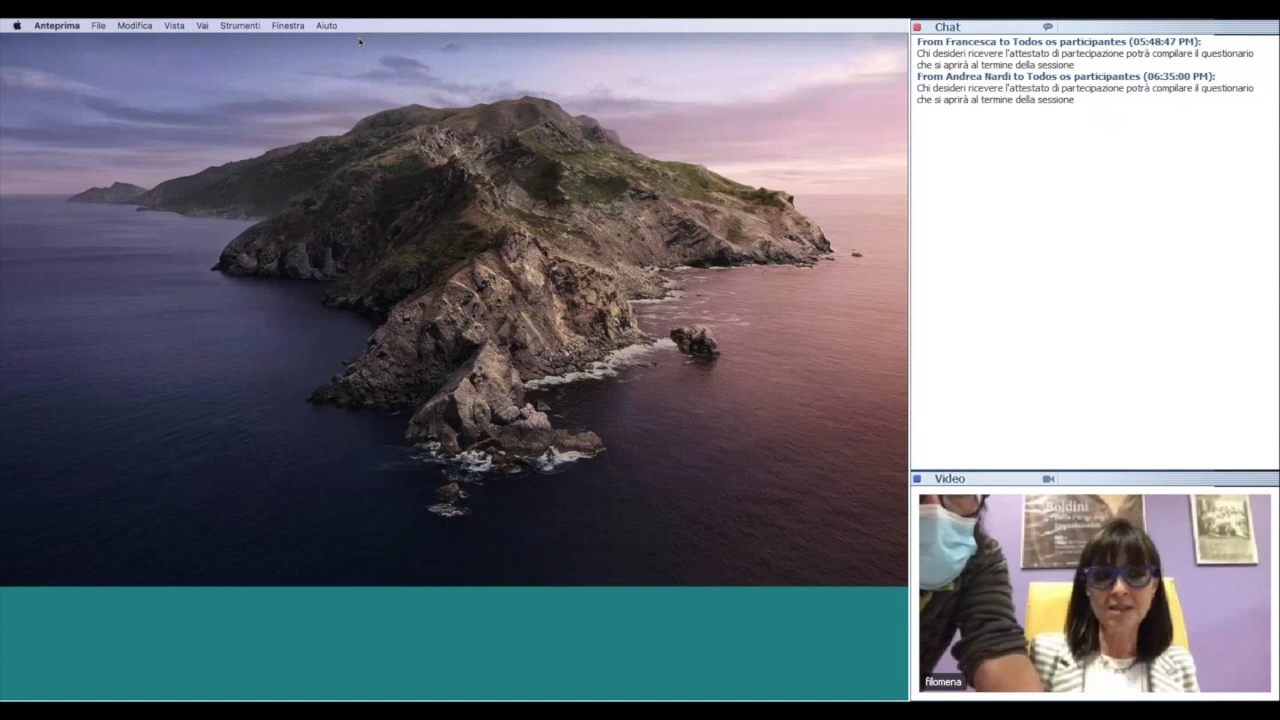 Anteprima File Modifica Vista Vai Strumenti Finestra Aiuto
Chat
From Francesca to Todos os participantes (05:48:47 PM):
Chi desideri ricevere l'attestato di partecipazione potrà compilare il questionario
che si aprirà al termine della sessione
From Andrea Nardi to Todos os participantes (06:35:00 PM):
Chi desideri ricevere l'attestato di partecipazione potrà compilare il questionario
che si aprirà al termine della sessione
Video
Boldini
filomena